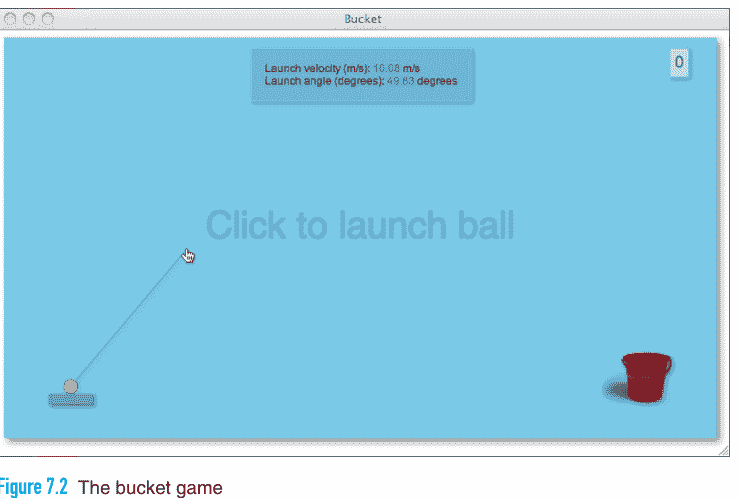 Bucket
Launch velocity (m/s): 16.08 m/s
Launch angle (degrees): 49.63 degrees
0
Click to launch ball
Figure 7.2 The bucket game